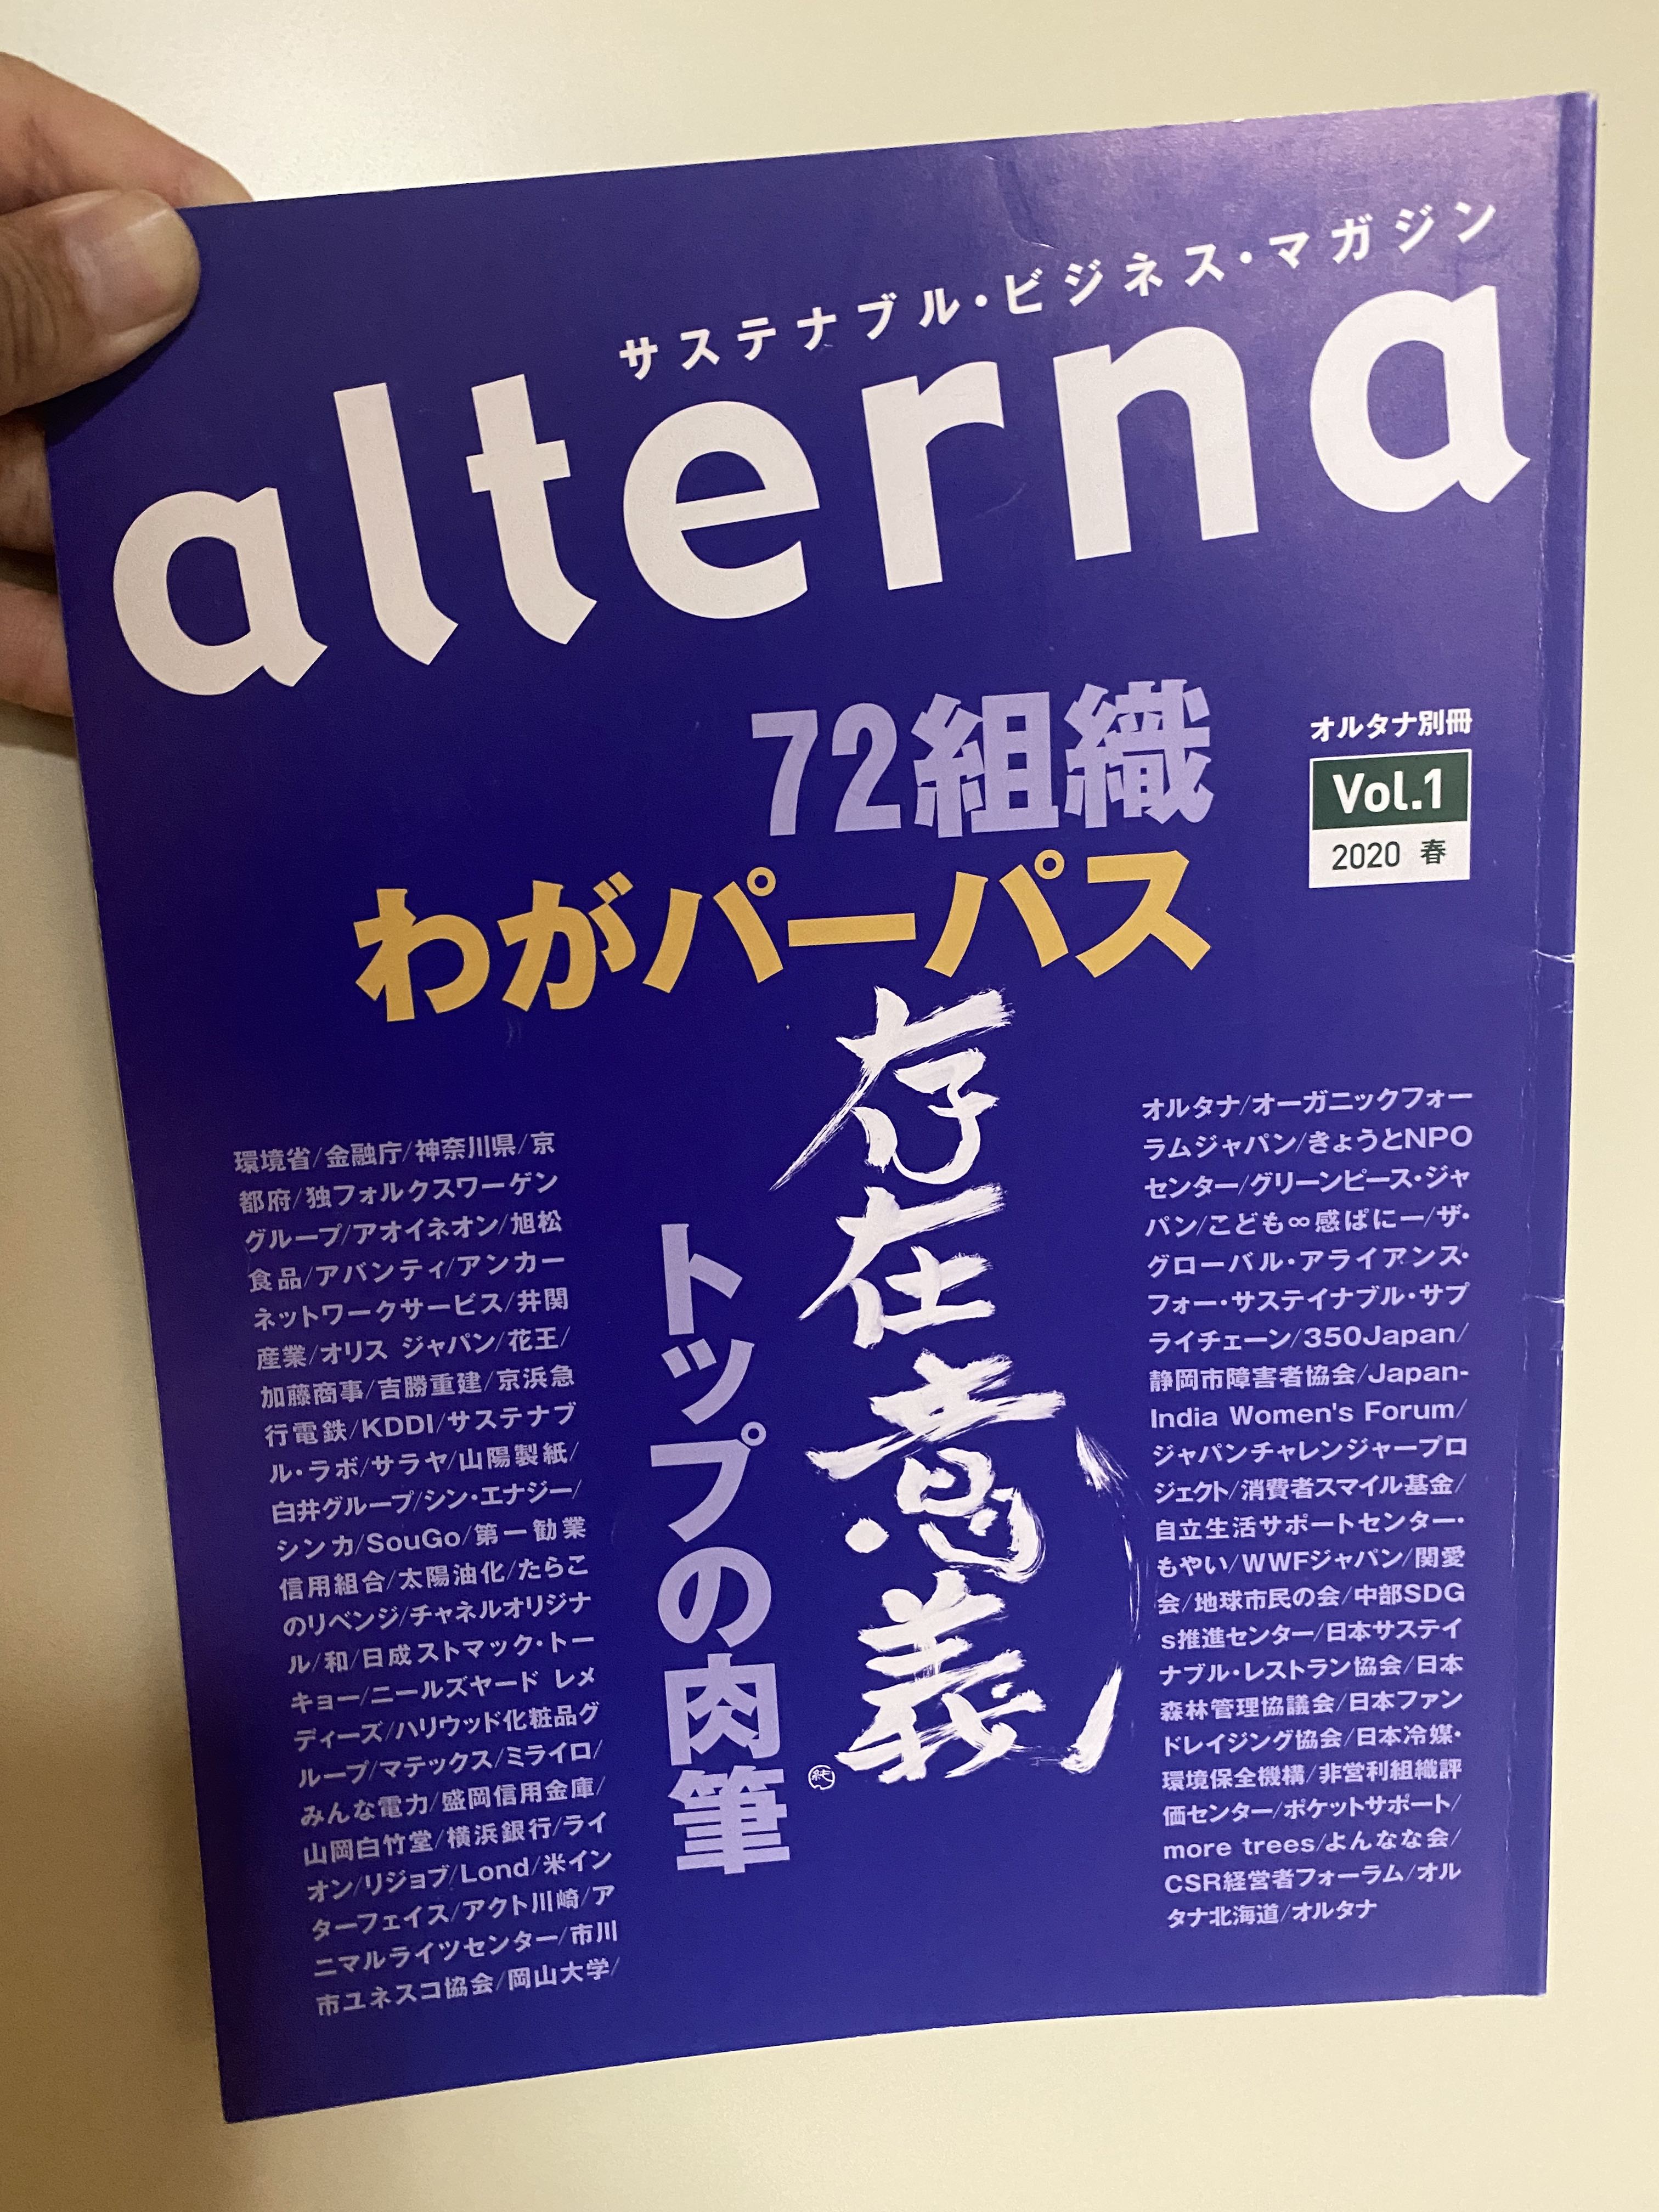 サステナブル・ビジネス・マガジン
alterna
オルタナ別冊
Vol.1
2020 春
72組織
わがパーパス
存在意義
トップの肉筆
環境省/金融庁/神奈川県/京
都府/独フォルクスワーゲン
グループ/アオイネオン/旭松
食品/アバンティ/アンカー
ネットワークサービス/井関
産業/オリス ジャパン/花王/
加藤商事/吉勝重建/京浜急
行電鉄/KDDI/サステナブ
ル・ラボ/サラヤ/山陽製紙/
白井グループ/シン・エナジー/
シンカ/SouGo/第一勧業
信用組合/太陽油化/たらこ
のリベンジ/チャネルオリジナ
ル/和/日成ストマック・トー
キョー/ニールズヤード レメ
ディーズ/ハリウッド化粧品グ
ループ/マテックス/ミライロ/
みんな電力/盛岡信用金庫/
山岡白竹堂/横浜銀行/ライ
オン/リジョブ/Lond/米イン
ターフェイス/アクト川崎/ア
ニマルライツセンター/市川
市ユネスコ協会/岡山大学/
オルタナ/オーガニックフォー
ラムジャパン/きょうとNPO
センター/グリーンピース・ジャ
パン/こども∞感ぱにー/ザ・
グローバル・アライアンス・
フォー・サステイナブル・サプ
ライチェーン/350Japan/
静岡市障害者協会/Japan-
India Women's Forum/
ジャパンチャレンジャープロ
ジェクト/消費者スマイル基金/
自立生活サポートセンター・
もやい/WWFジャパン/関愛
会/地球市民の会/中部SDG
s推進センター/日本サステイ
ナブル・レストラン協会/日本
森林管理協議会/日本ファン
ドレイジング協会/日本冷媒・
環境保全機構/非営利組織評
価センター/ポケットサポート/
more trees/よんなな会/
CSR経営者フォーラム/オル
タナ北海道/オルタナ